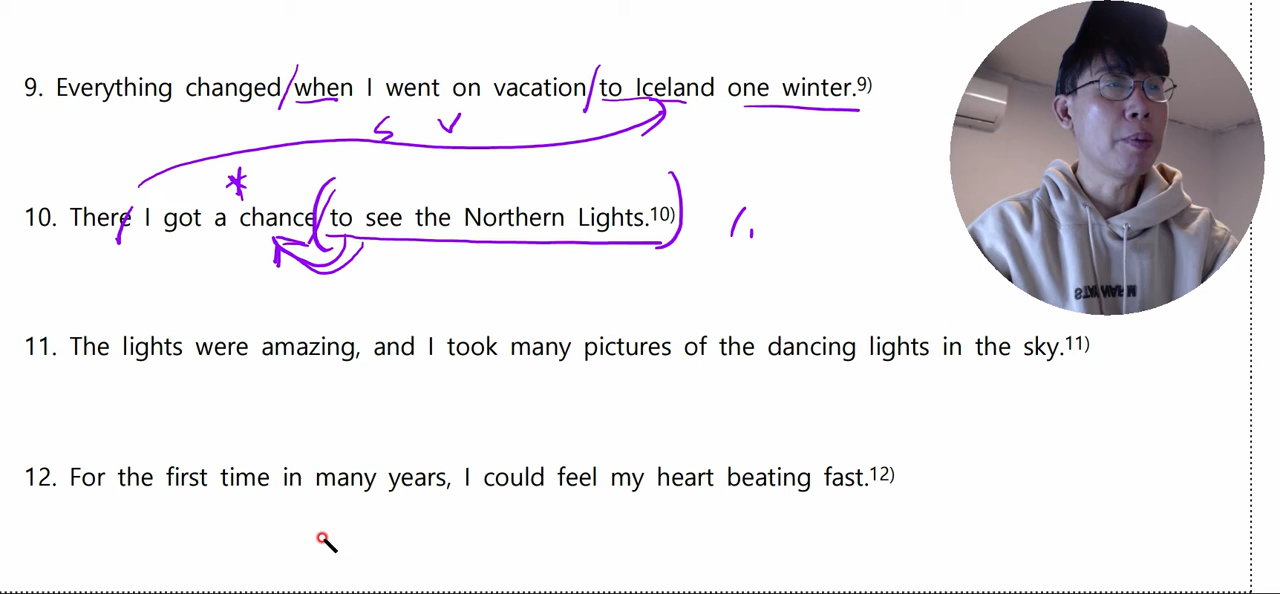 9. Everything changed when I went on vacation to Iceland one winter.9)
S V
10. There I got a chance to see the Northern Lights.10)
11. The lights were amazing, and I took many pictures of the dancing lights in the sky.11)
12. For the first time in many years, I could feel my heart beating fast.12)